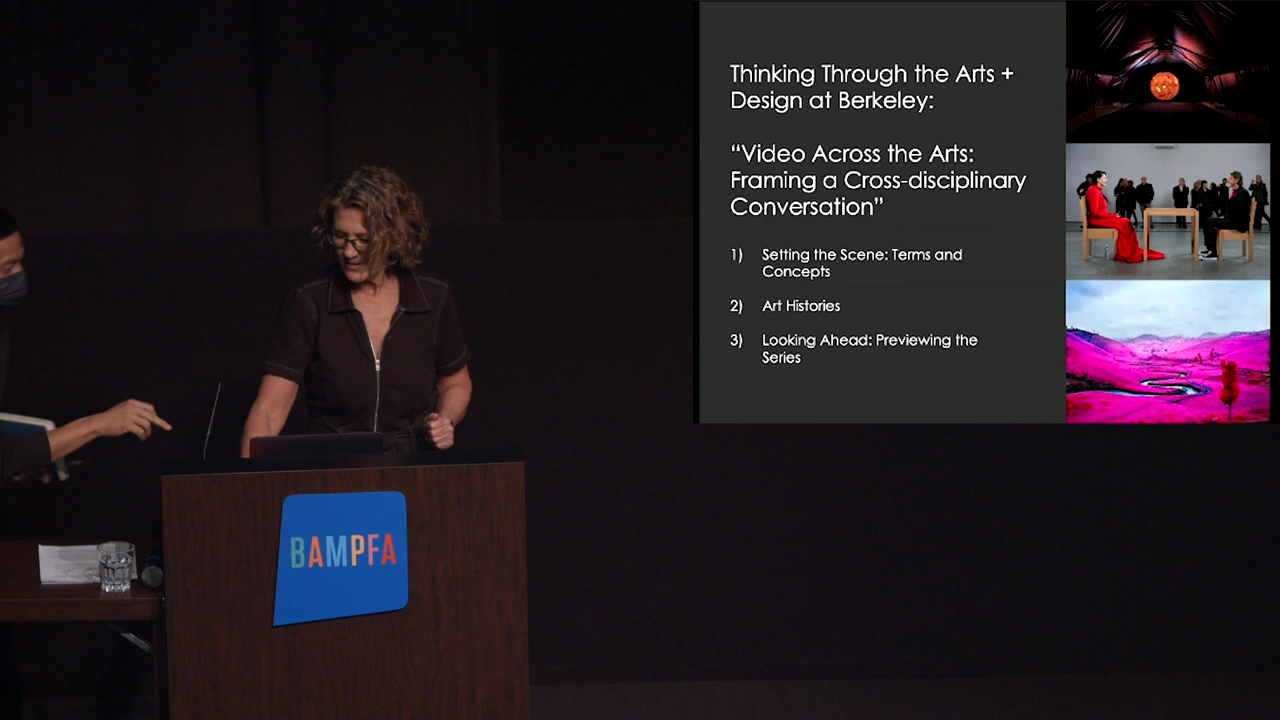 Thinking Through the Arts +
Design at Berkeley:
“Video Across the Arts:
Framing a Cross-disciplinary
Conversation”
1) Setting the Scene: Terms and
Concepts
2) Art Histories
3) Looking Ahead: Previewing the
Series
BAMPFA